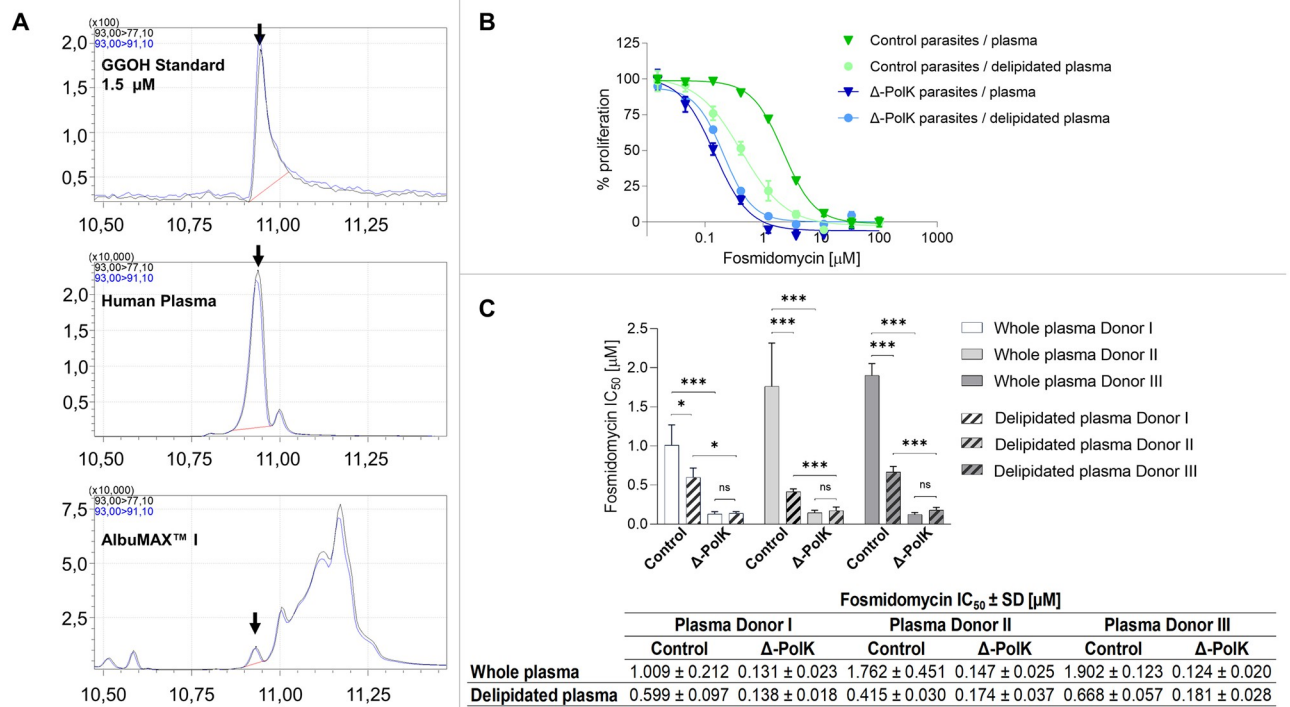 A
(x100)
93,00>77,10
93,00>91,10
GGOH Standard
1.5 µM
2,0
1,5
1,0
0,5
10,50 10,75 11,00 11,25
(x10,000)
93,00>77,10
93,00>91,10
Human Plasma
2,0
1,5
1,0
0,5
10,50 10,75 11,00 11,25
(x10,000)
93,00>77,10
93,00>91,10
AlbuMAX™ I
7,5
5,0
2,5
10,50 10,75 11,00 11,25
B
% proliferation
125
100
75
50
25
0
0.1 1 10 100 1000
Fosmidomycin [µM]
Control parasites / plasma
Control parasites / delipidated plasma
Δ-PolK parasites / plasma
Δ-PolK parasites / delipidated plasma
C
Fosmidomycin IC50 [µM]
2.5
2.0
1.5
1.0
0.5
0.0
*** * * ns
*** *** *** ns
*** *** *** ns
Control Δ-PolK Control Δ-PolK Control Δ-PolK
Whole plasma Donor I
Whole plasma Donor II
Whole plasma Donor III
Delipidated plasma Donor I
Delipidated plasma Donor II
Delipidated plasma Donor III
Fosmidomycin IC50 ± SD [µM]
Plasma Donor I Plasma Donor II Plasma Donor III
Control Δ-PolK Control Δ-PolK Control Δ-PolK
Whole plasma 1.009 ± 0.212 0.131 ± 0.023 1.762 ± 0.451 0.147 ± 0.025 1.902 ± 0.123 0.124 ± 0.020
Delipidated plasma 0.599 ± 0.097 0.138 ± 0.018 0.415 ± 0.030 0.174 ± 0.037 0.668 ± 0.057 0.181 ± 0.028